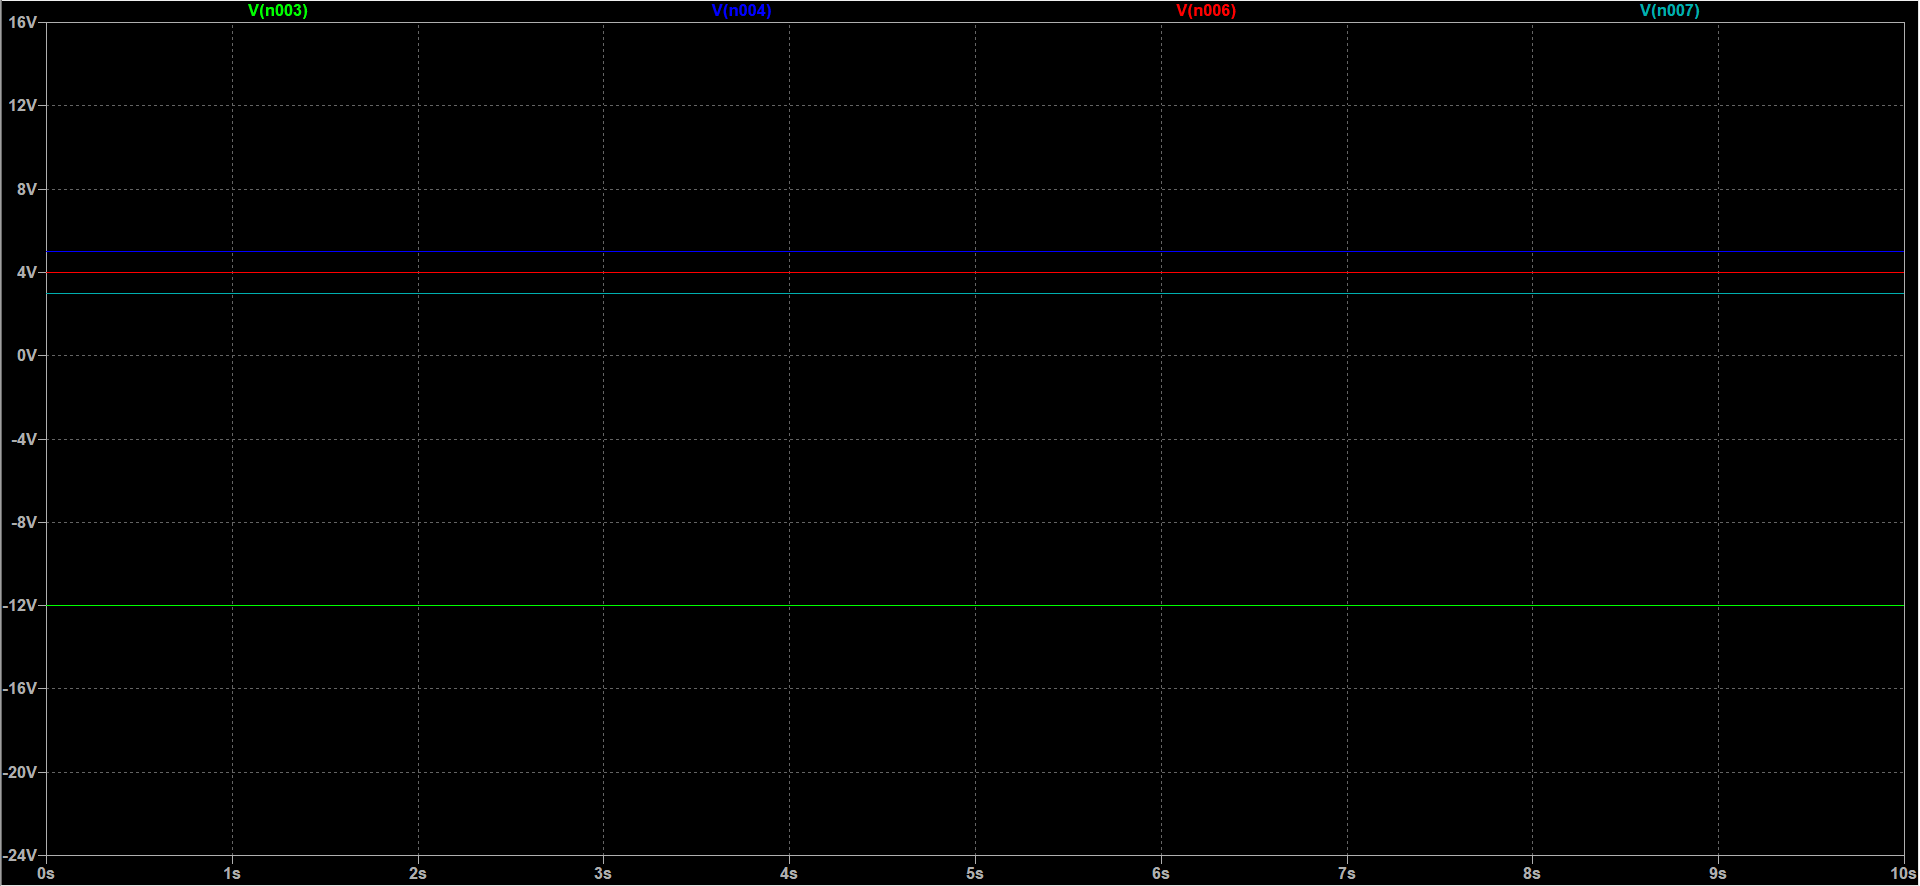 V(n003) V(n004) V(n006) V(n007)
16V
12V
8V
4V
0V
-4V
-8V
-12V
-16V
-20V
-24V
0s 1s 2s 3s 4s 5s 6s 7s 8s 9s 10s